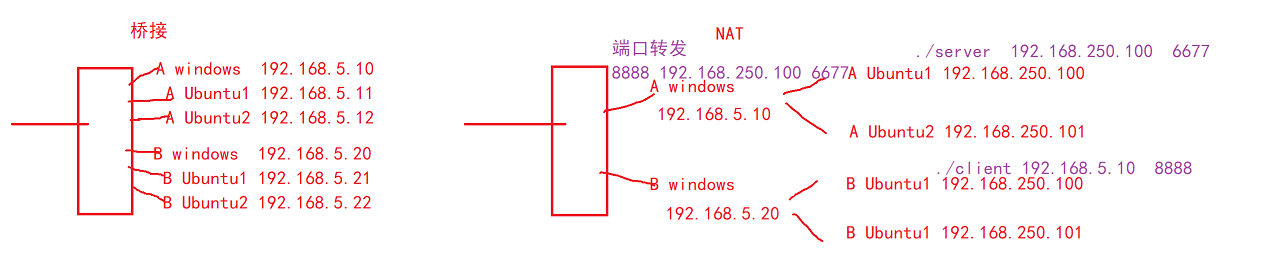 桥接
A windows 192.168.5.10
A Ubuntu1 192.168.5.11
A Ubuntu2 192.168.5.12
B windows 192.168.5.20
B Ubuntu1 192.168.5.21
B Ubuntu2 192.168.5.22
NAT
端口转发
8888 192.168.250.100 6677
A windows
192.168.5.10
./server 192.168.250.100 6677
A Ubuntu1 192.168.250.100
A Ubuntu2 192.168.250.101
B windows
192.168.5.20
./client 192.168.5.10 8888
B Ubuntu1 192.168.250.100
B Ubuntu1 192.168.250.101